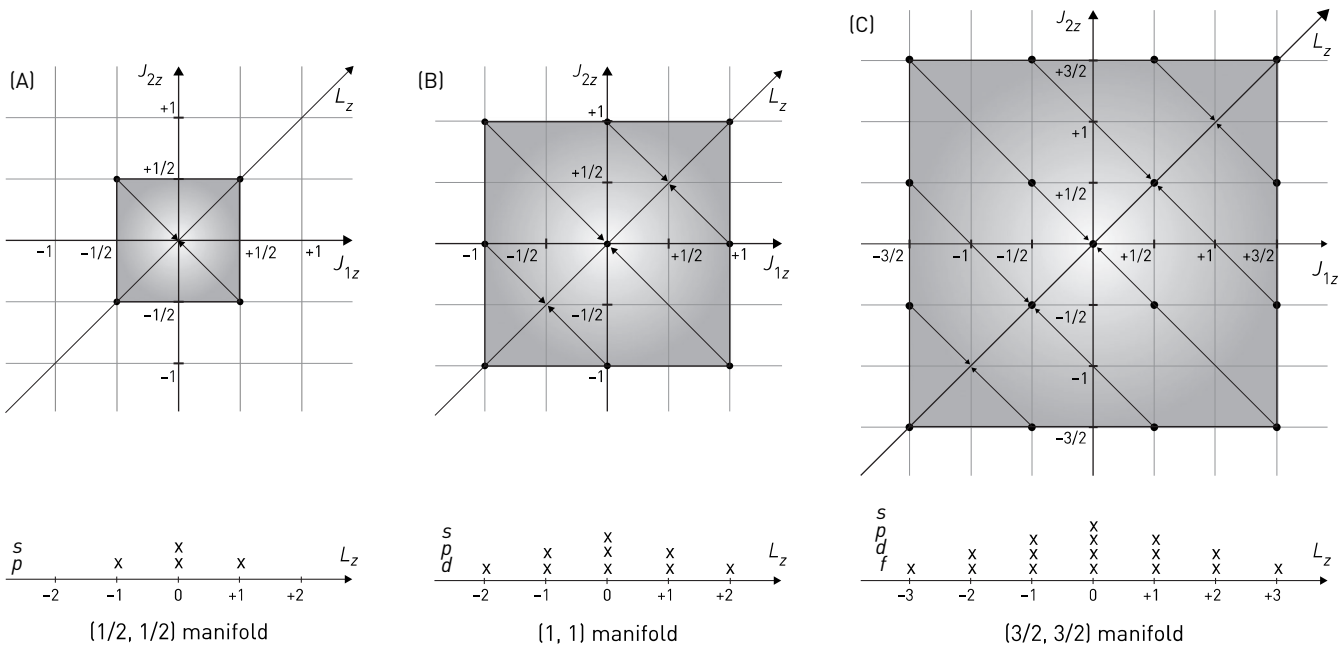 (A)
J2z
Lz
+1
+1/2
−1
−1/2
+1/2
+1
J1z
−1/2
−1
s
p
x
x x x
Lz
−2 −1 0 +1 +2
(1/2, 1/2) manifold
(B)
J2z
+1
Lz
+1/2
−1
−1/2
+1/2
+1
J1z
−1/2
−1
s
p
d
x
x x x
x x x x x
Lz
−2 −1 0 +1 +2
(1, 1) manifold
(C)
J2z
Lz
+3/2
+1
+1/2
−3/2
−1
−1/2
+1/2
+1
+3/2
J1z
−1/2
−1
−3/2
s
p
d
f
x
x x x
x x x x x
x x x x x x x
Lz
−3 −2 −1 0 +1 +2 +3
(3/2, 3/2) manifold